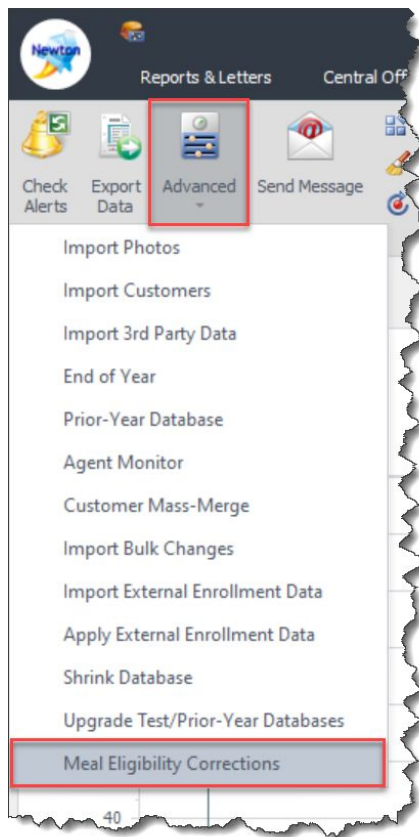 Newton
Reports & Letters Central Off
Check Alerts
Export Data
Advanced
Send Message
Import Photos
Import Customers
Import 3rd Party Data
End of Year
Prior-Year Database
Agent Monitor
Customer Mass-Merge
Import Bulk Changes
Import External Enrollment Data
Apply External Enrollment Data
Shrink Database
Upgrade Test/Prior-Year Databases
Meal Eligibility Corrections
40